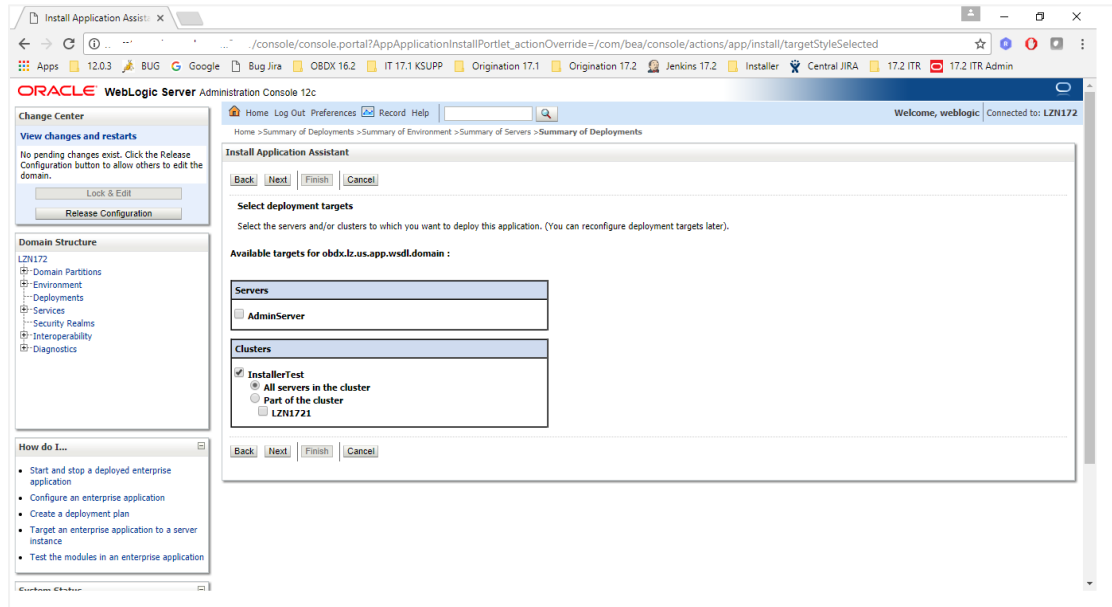 Install Application Assista
/console/console.portal?AppApplicationInstallPortlet_actionOverride=/com/bea/console/actions/app/install/targetStyleSelected
Apps 12.0.3 BUG Google Bug Jira OBDX 16.2 IT 17.1 KSUPP Origination 17.1 Origination 17.2 Jenkins 17.2 Installer Central JIRA 17.2 ITR 17.2 ITR Admin
ORACLE WebLogic Server Administration Console 12c
Change Center
View changes and restarts
No pending changes exist. Click the Release
Configuration button to allow others to edit the
domain.
Lock & Edit
Release Configuration
Domain Structure
LZN172
Domain Partitions
Environment
Deployments
Services
Security Realms
Interoperability
Diagnostics
How do I...
Start and stop a deployed enterprise
application
Configure an enterprise application
Create a deployment plan
Target an enterprise application to a server
instance
Test the modules in an enterprise application
System Status
Home Log Out Preferences Record Help
Welcome, weblogic Connected to: LZN172
Home >Summary of Deployments >Summary of Environment >Summary of Servers >Summary of Deployments
Install Application Assistant
Back Next Finish Cancel
Select deployment targets
Select the servers and/or clusters to which you want to deploy this application. (You can reconfigure deployment targets later).
Available targets for obdx.lz.us.app.wsdl.domain :
Servers
AdminServer
Clusters
InstallerTest
All servers in the cluster
Part of the cluster
LZN1721
Back Next Finish Cancel